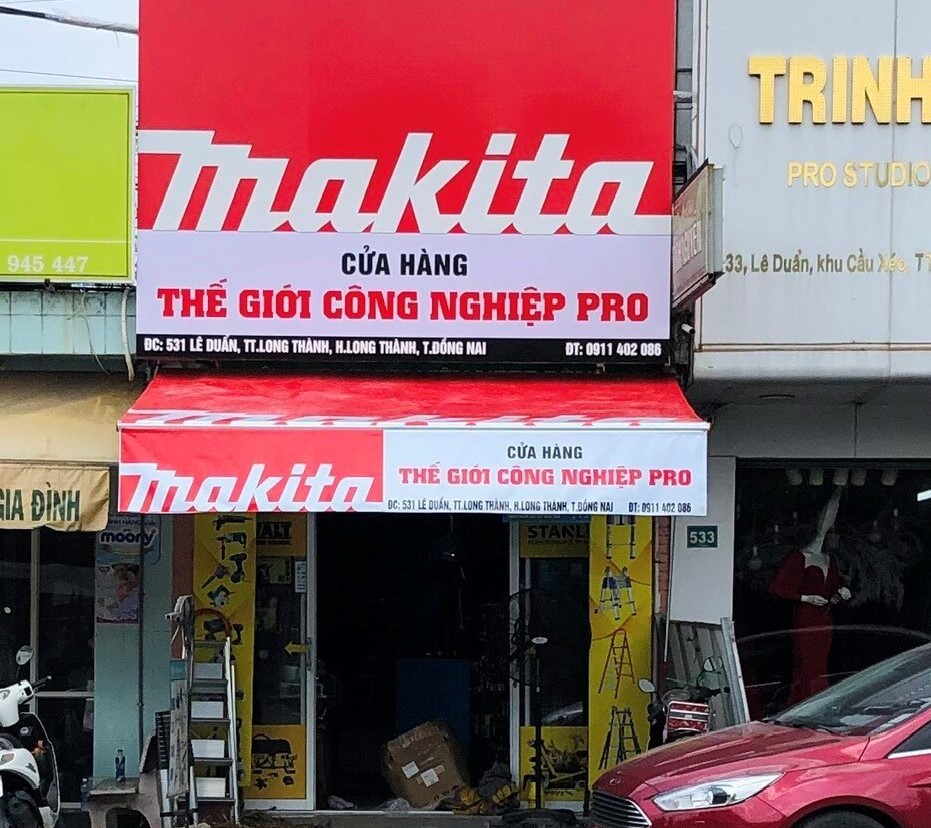 makita
CỬA HÀNG
THẾ GIỚI CÔNG NGHIỆP PRO
ĐC: 531 LÊ DUẨN, TT.LONG THÀNH, H.LONG THÀNH, T.ĐỒNG NAI ĐT: 0911 402 086
makita
CỬA HÀNG
THẾ GIỚI CÔNG NGHIỆP PRO
ĐC: 531 LÊ DUẨN, TT.LONG THÀNH, H.LONG THÀNH, T.ĐỒNG NAI ĐT: 0911 402 086
945 447
GIA ĐÌNH
moony
TRINH
PRO STUDIO
33, Lê Duẩn, khu Cầu Xéo, TT
533
ALT
STANL